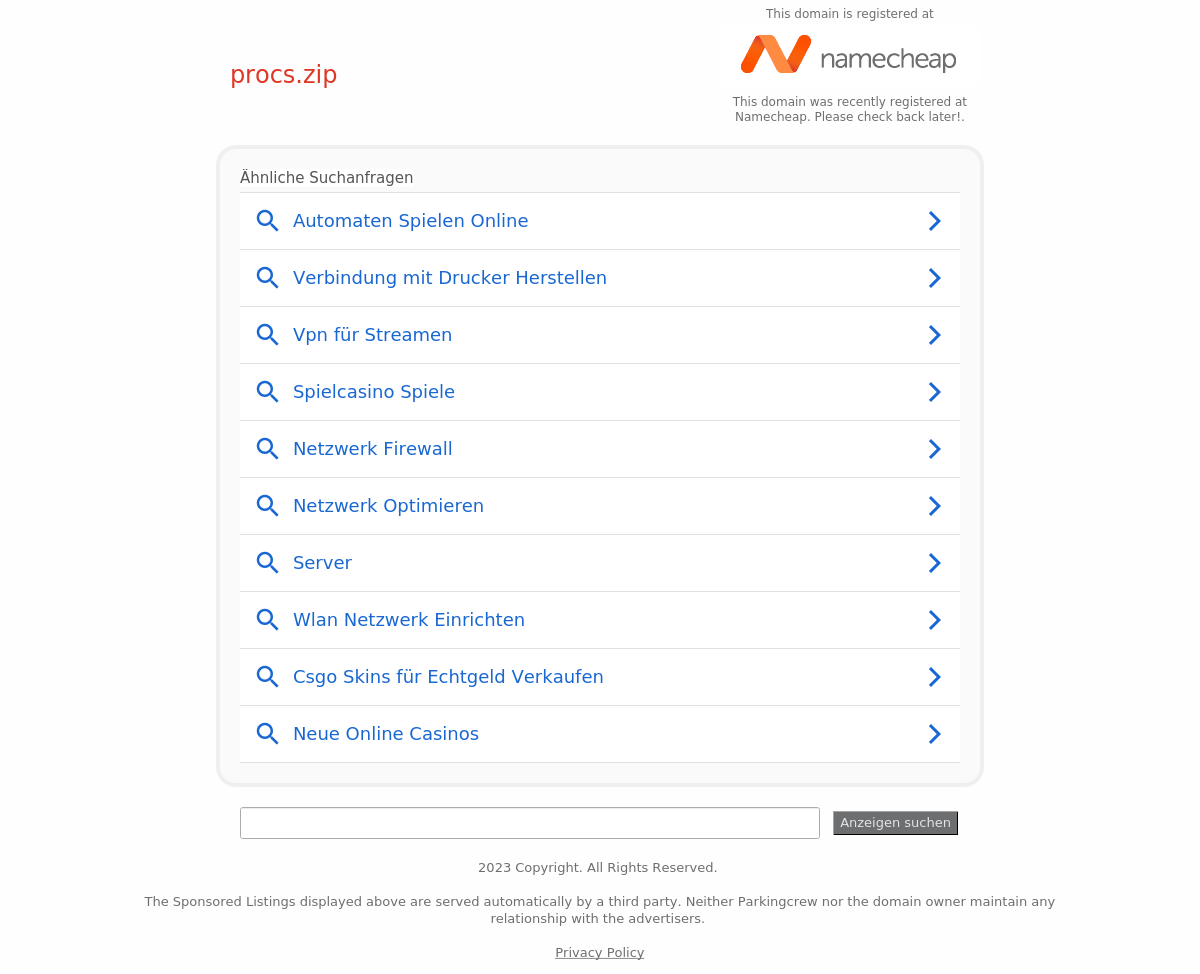 This domain is registered at
namecheap
procs.zip
This domain was recently registered at
Namecheap. Please check back later!.
Ähnliche Suchanfragen
Automaten Spielen Online
Verbindung mit Drucker Herstellen
Vpn für Streamen
Spielcasino Spiele
Netzwerk Firewall
Netzwerk Optimieren
Server
Wlan Netzwerk Einrichten
Csgo Skins für Echtgeld Verkaufen
Neue Online Casinos
Anzeigen suchen
2023 Copyright. All Rights Reserved.
The Sponsored Listings displayed above are served automatically by a third party. Neither Parkingcrew nor the domain owner maintain any
relationship with the advertisers.
Privacy Policy